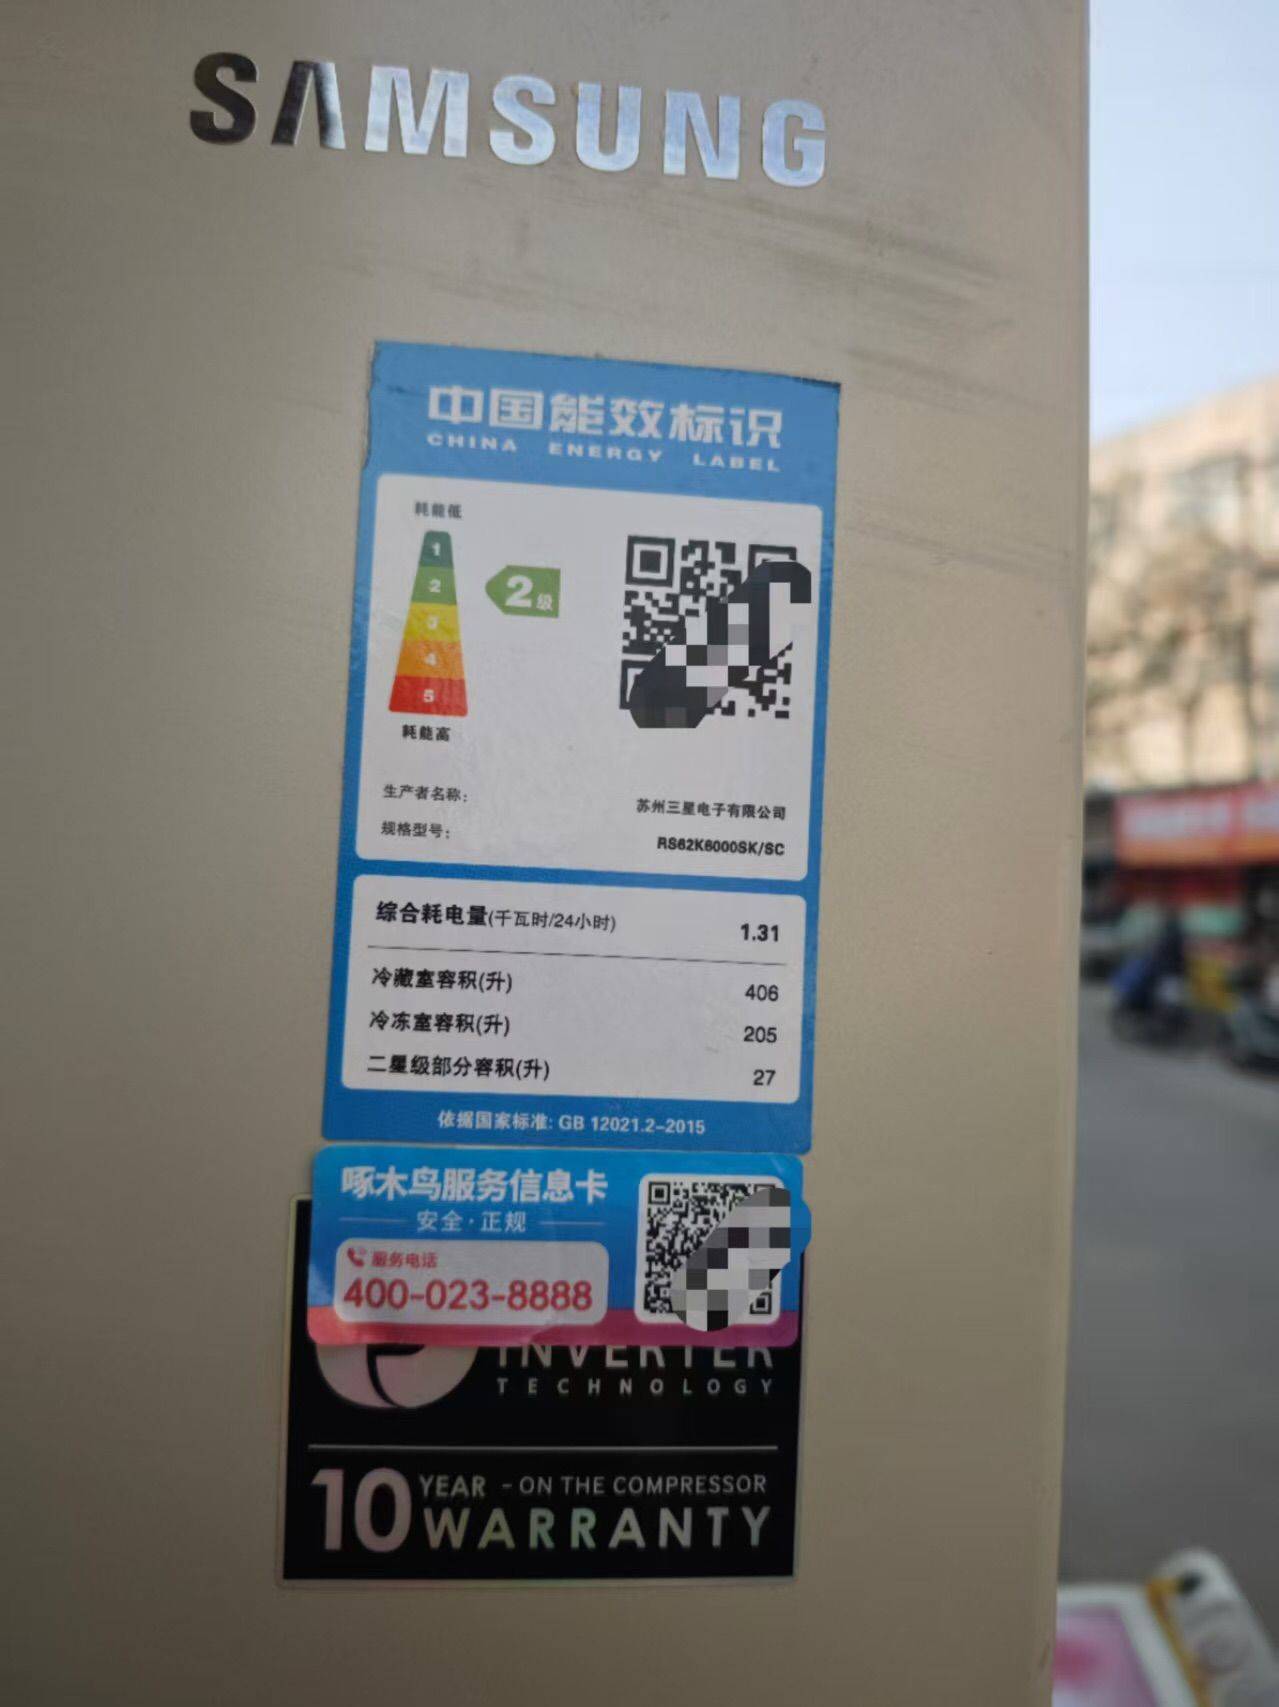 SAMSUNG
中国能效标识
CHINA ENERGY LABEL
耗能低
1
2
3
4
5
2级
耗能高
生产者名称: 苏州三星电子有限公司
规格型号: RS62K6000SK/SC
综合耗电量(千瓦时/24小时) 1.31
冷藏室容积(升) 406
冷冻室容积(升) 205
二星级部分容积(升) 27
依据国家标准: GB 12021.2-2015
啄木鸟服务信息卡
安全·正规
服务电话
400-023-8888
INVERTER
TECHNOLOGY
10 YEAR - ON THE COMPRESSOR
WARRANTY